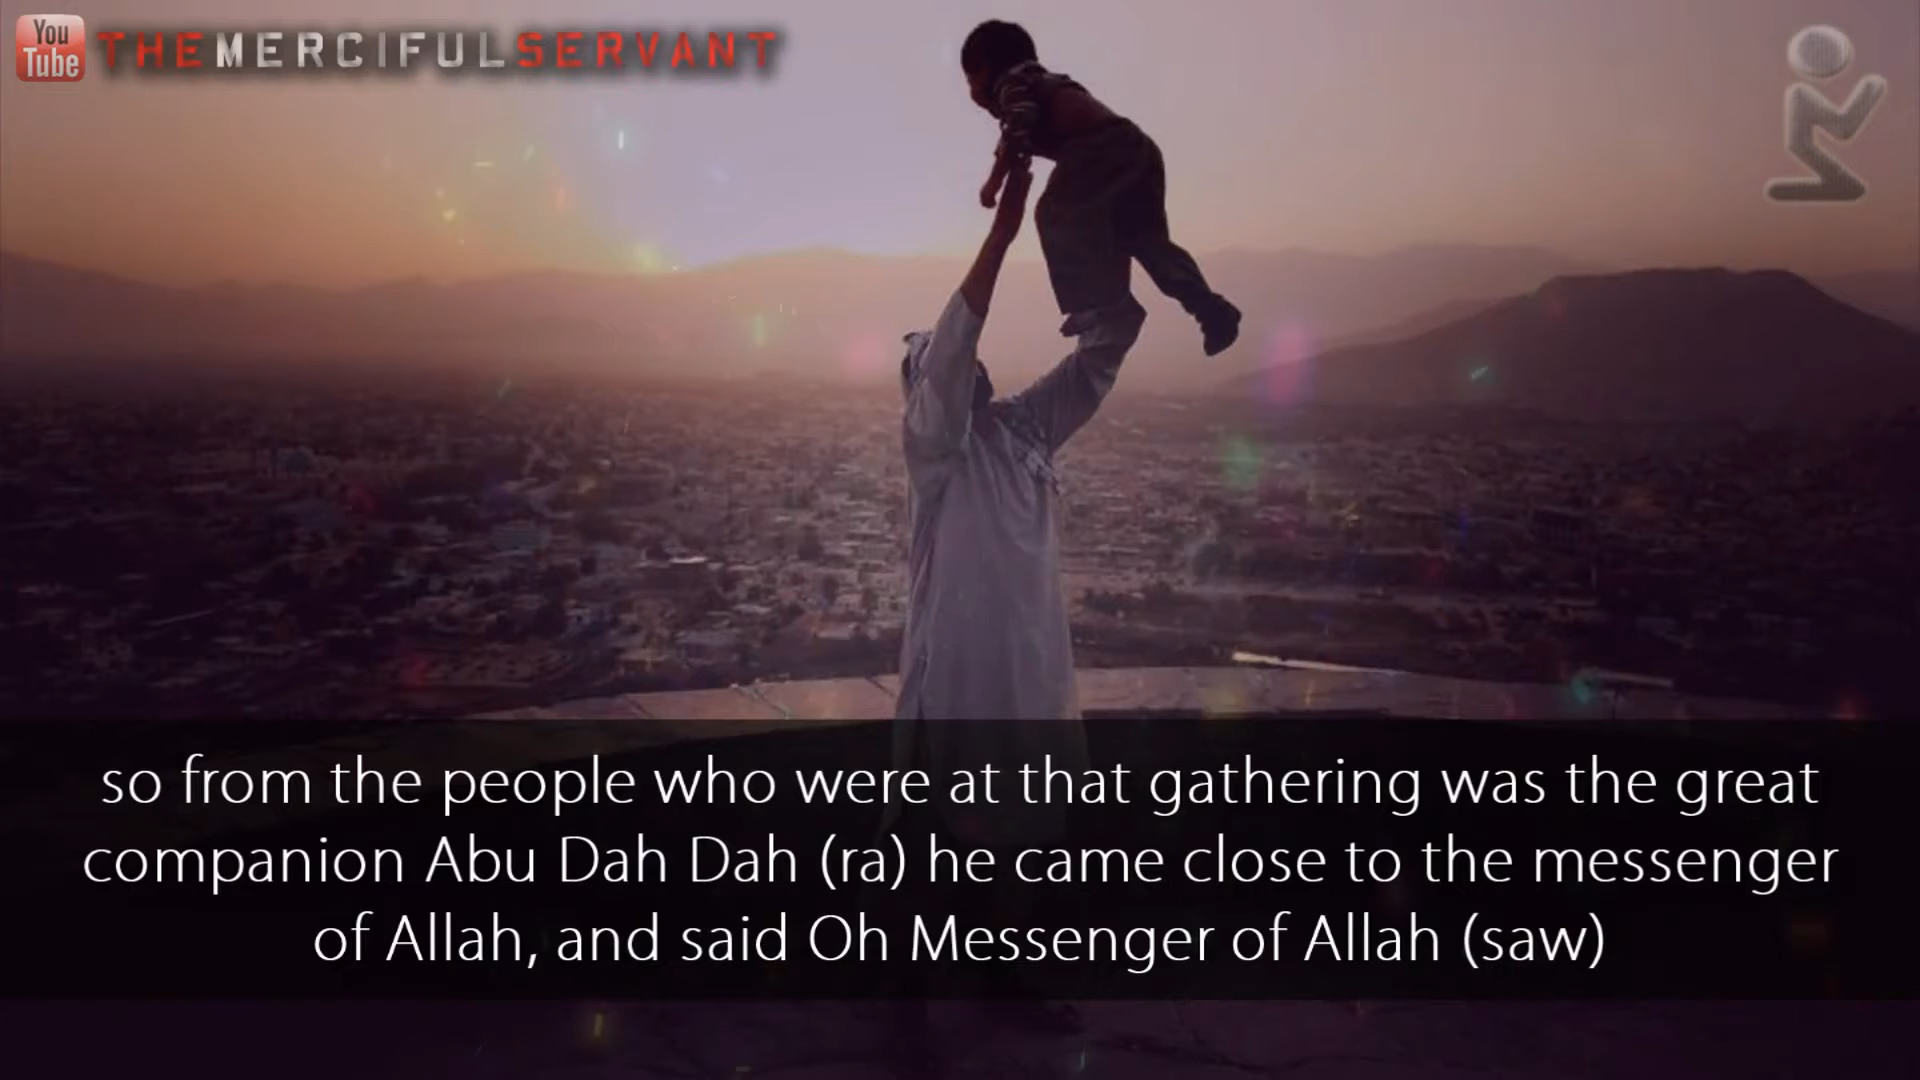 You
Tube
THEMERCIFULSERVANT
so from the people who were at that gathering was the great
companion Abu Dah Dah (ra) he came close to the messenger
of Allah, and said Oh Messenger of Allah (saw)